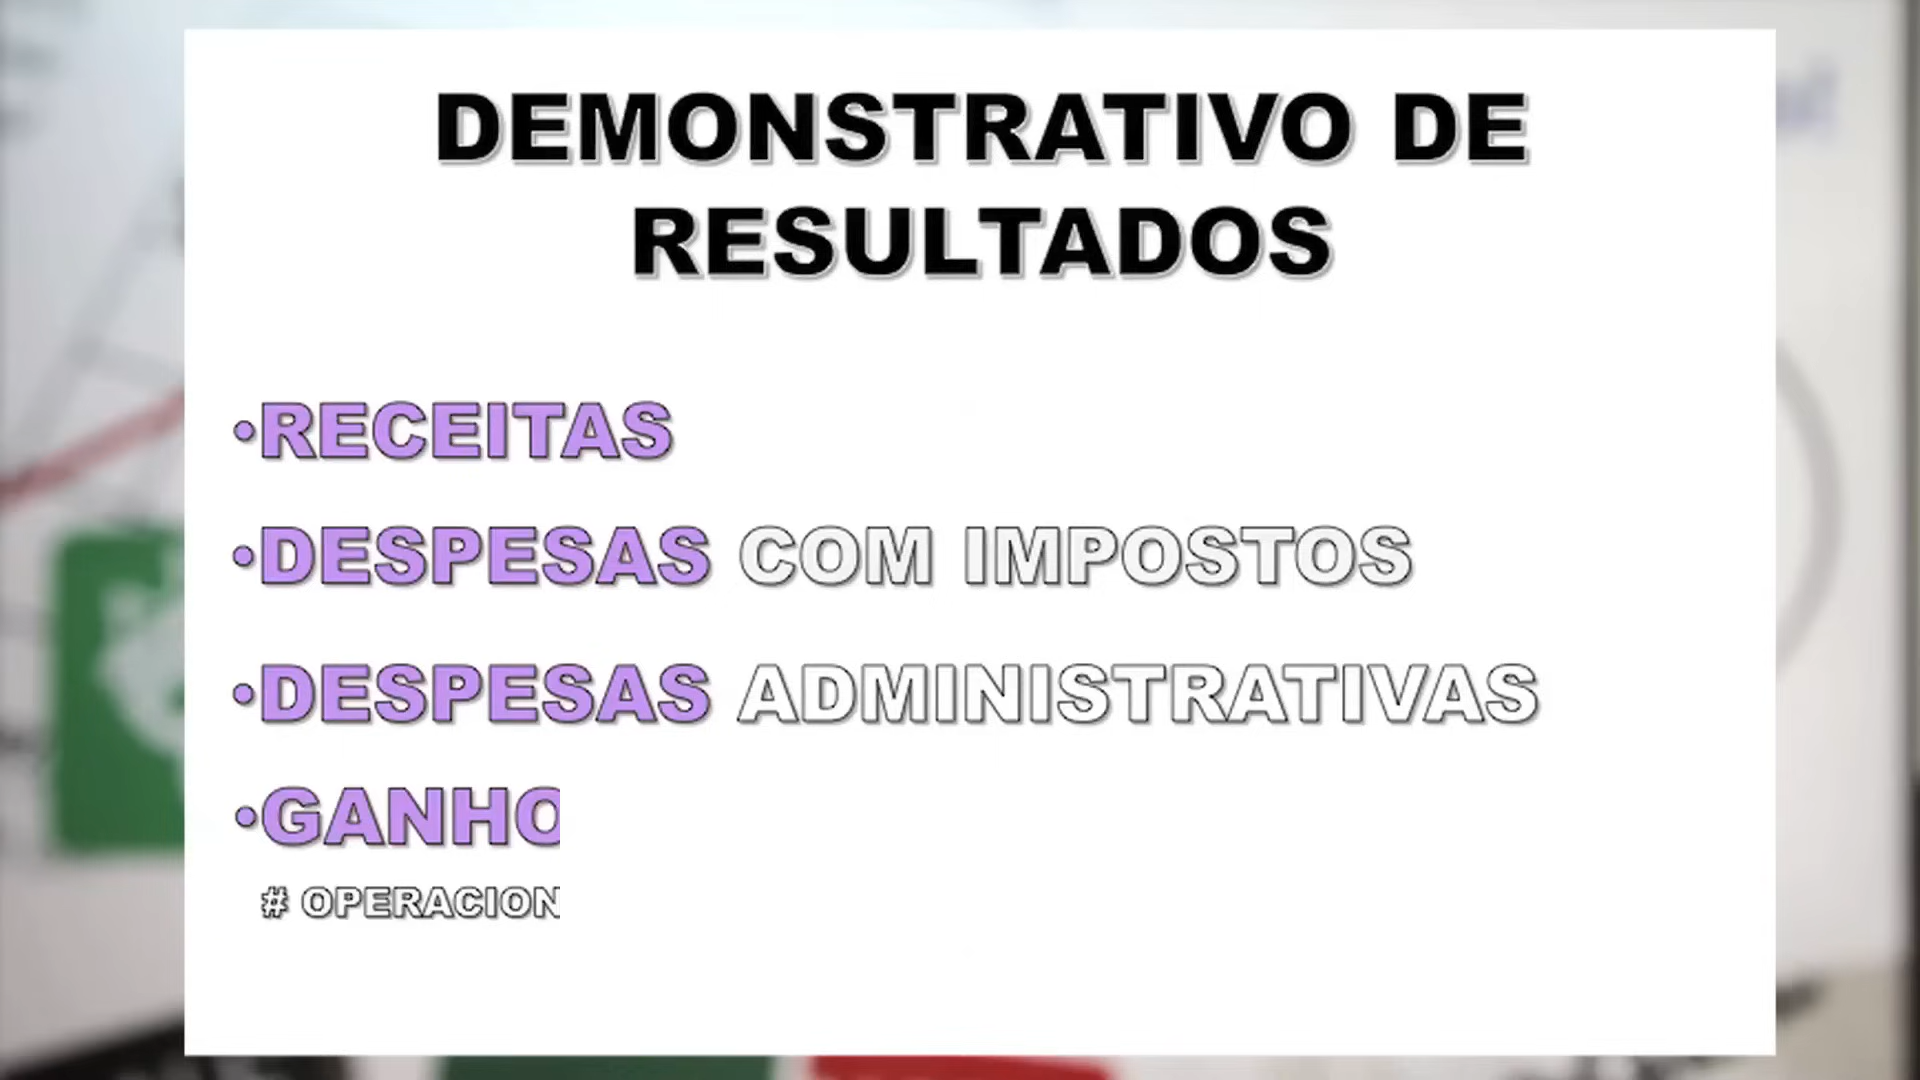 DEMONSTRATIVO DE
RESULTADOS
•RECEITAS
•DESPESAS COM IMPOSTOS
•DESPESAS ADMINISTRATIVAS
•GANHO
# OPERACION